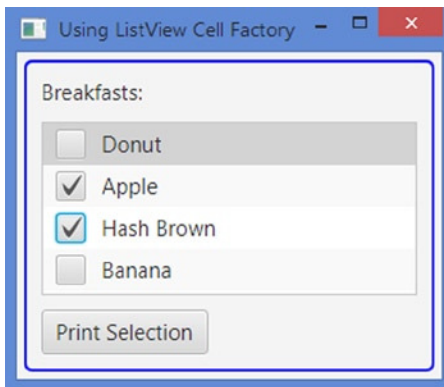 Using ListView Cell Factory
Breakfasts:
Donut
Apple
Hash Brown
Banana
Print Selection